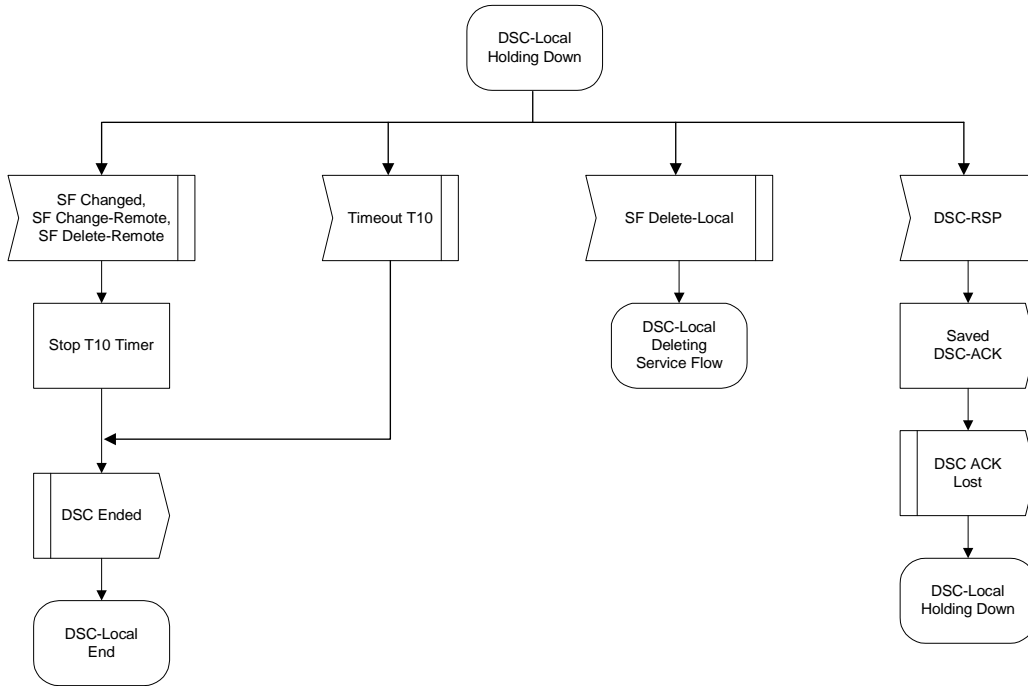 DSC-Local
Holding Down
SF Changed,
SF Change-Remote,
SF Delete-Remote
Timeout T10
SF Delete-Local
DSC-RSP
Stop T10 Timer
DSC-Local
Deleting
Service Flow
Saved
DSC-ACK
DSC Ended
DSC ACK
Lost
DSC-Local
End
DSC-Local
Holding Down